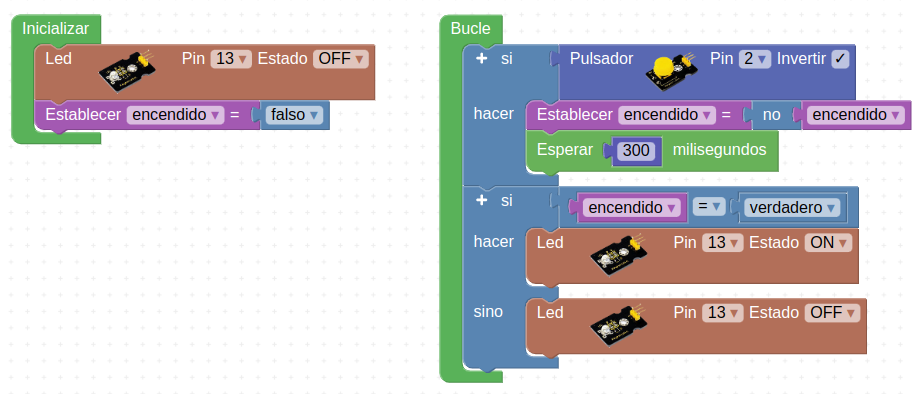 Inicializar
Led Pin 13 ▾ Estado OFF ▾
Establecer encendido ▾ = falso ▾
Bucle
+ si Pulsador Pin 2 ▾ Invertir ✓
hacer Establecer encendido ▾ = no encendido ▾
Esperar 300 milisegundos
+ si encendido ▾ = ▾ verdadero ▾
hacer Led Pin 13 ▾ Estado ON ▾
sino Led Pin 13 ▾ Estado OFF ▾